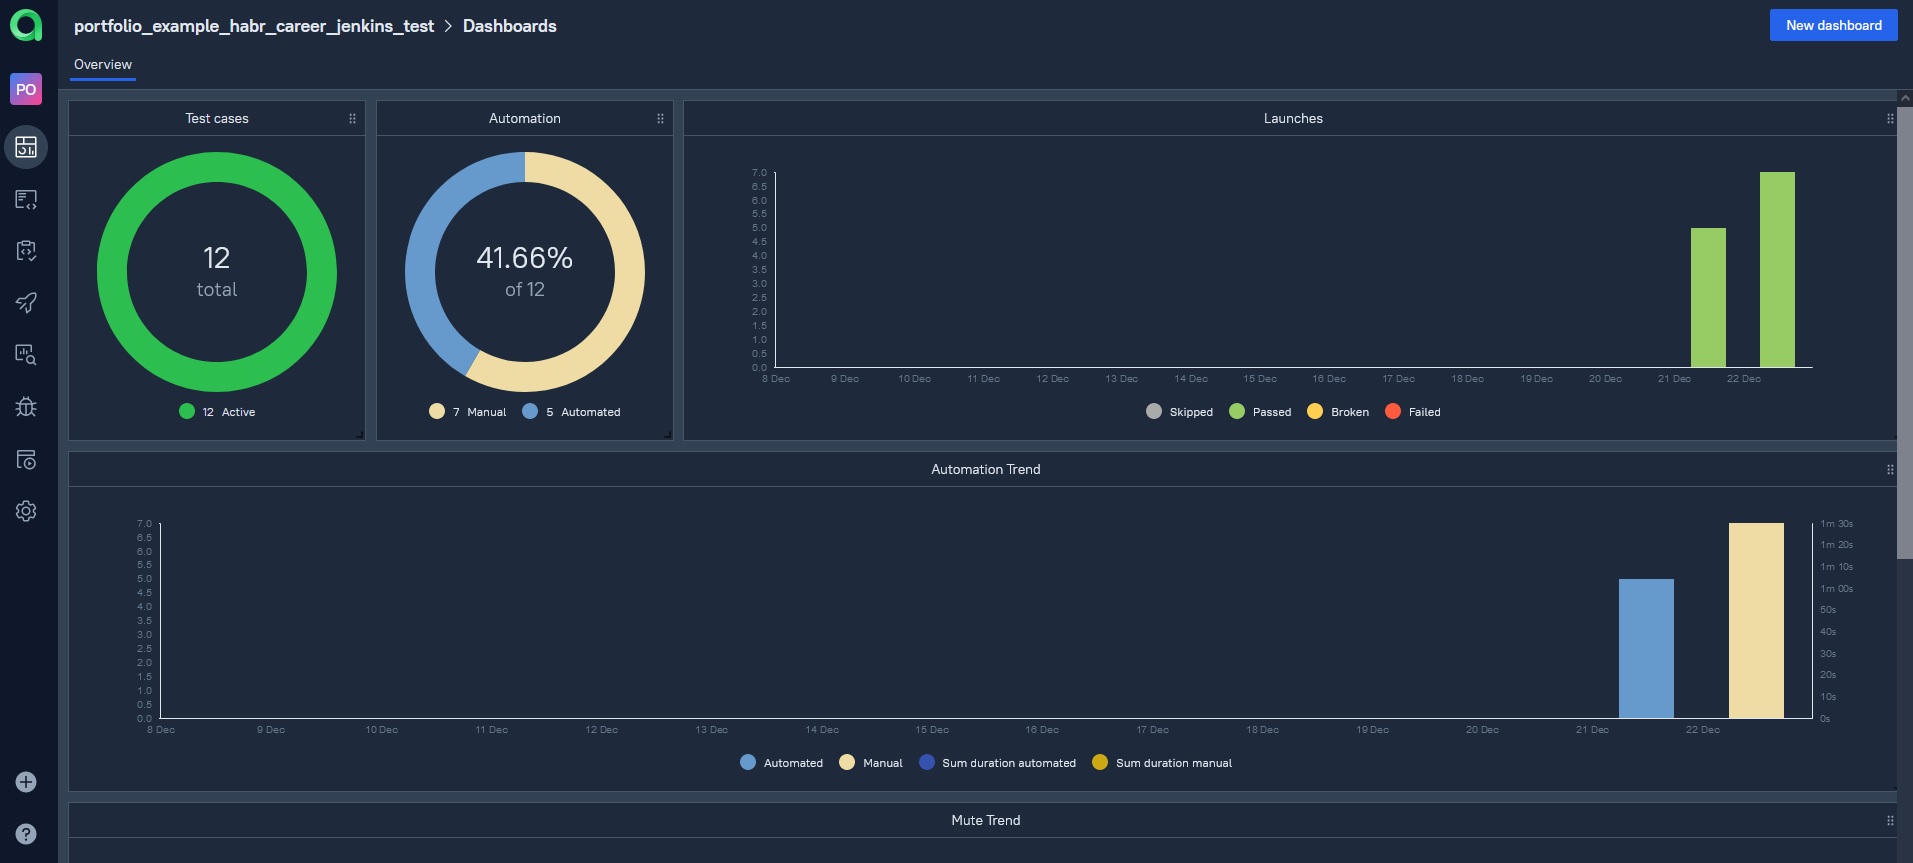 portfolio_example_habr_career_jenkins_test > Dashboards
New dashboard
Overview
PO
Test cases
12
total
12 Active
Automation
41.66%
of 12
7 Manual 5 Automated
Launches
7.0
6.5
6.0
5.5
5.0
4.5
4.0
3.5
3.0
2.5
2.0
1.5
1.0
0.5
0.0
8 Dec 9 Dec 10 Dec 11 Dec 12 Dec 13 Dec 14 Dec 15 Dec 16 Dec 17 Dec 18 Dec 19 Dec 20 Dec 21 Dec 22 Dec
Skipped Passed Broken Failed
Automation Trend
7.0
6.5
6.0
5.5
5.0
4.5
4.0
3.5
3.0
2.5
2.0
1.5
1.0
0.5
0.0
1m 30s
1m 20s
1m 10s
1m 00s
50s
40s
30s
20s
10s
0s
8 Dec 9 Dec 10 Dec 11 Dec 12 Dec 13 Dec 14 Dec 15 Dec 16 Dec 17 Dec 18 Dec 19 Dec 20 Dec 21 Dec 22 Dec
Automated Manual Sum duration automated Sum duration manual
Mute Trend